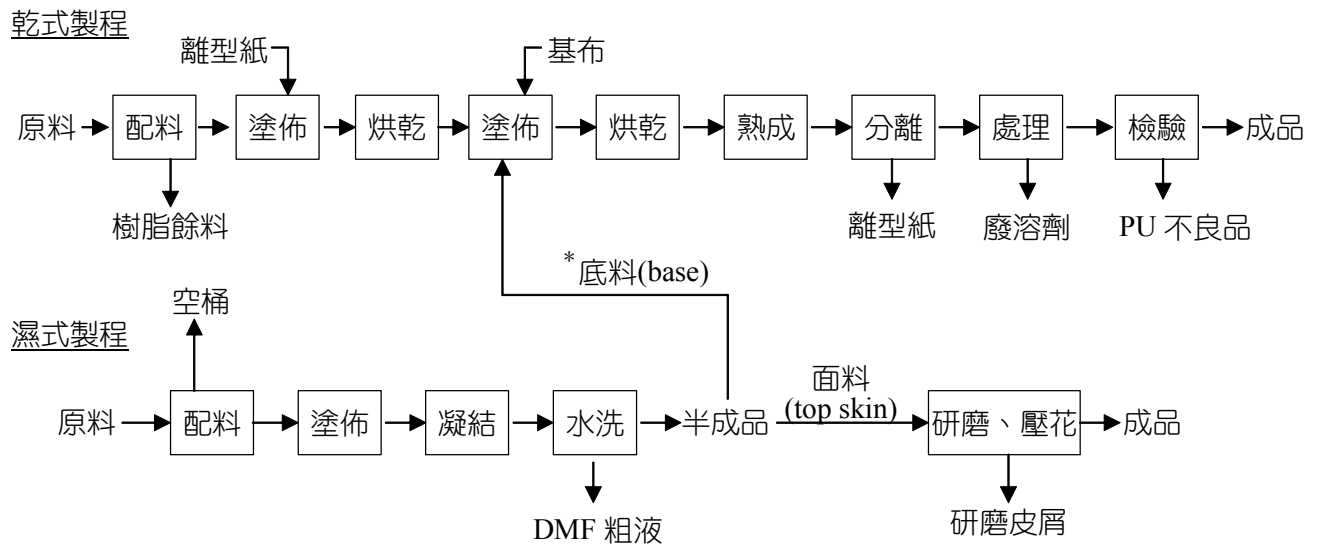 乾式製程
離型紙
基布
原料
配料
塗佈
烘乾
塗佈
烘乾
熟成
分離
處理
檢驗
成品
樹脂餘料
離型紙
廢溶劑
PU 不良品
*底料(base)
空桶
濕式製程
面料
(top skin)
原料
配料
塗佈
凝結
水洗
半成品
研磨、壓花
成品
DMF 粗液
研磨皮屑